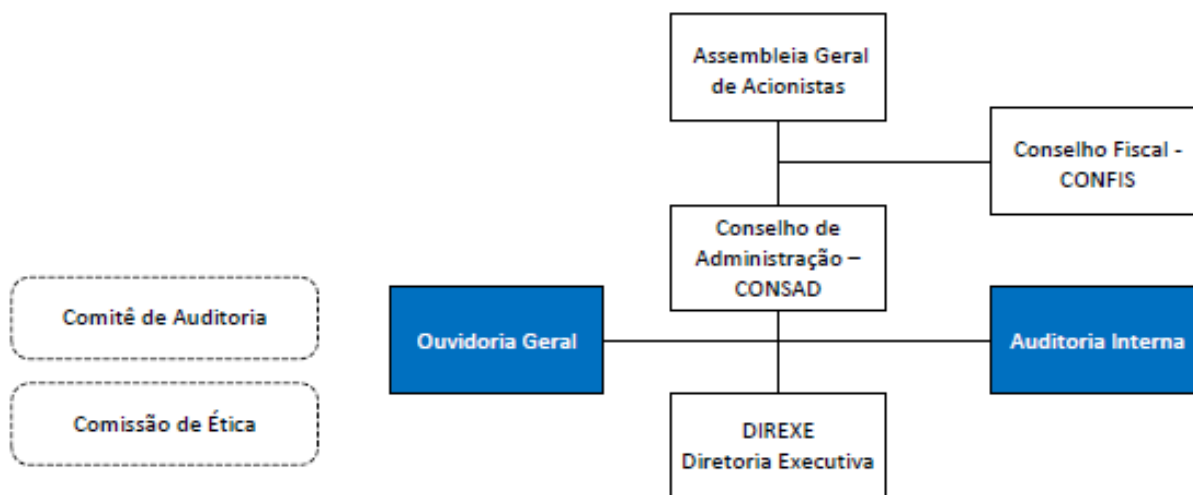 Assembleia Geral
de Acionistas
Conselho Fiscal -
CONFIS
Conselho de
Administração –
CONSAD
Comitê de Auditoria
Ouvidoria Geral
Auditoria Interna
Comissão de Ética
DIREXE
Diretoria Executiva